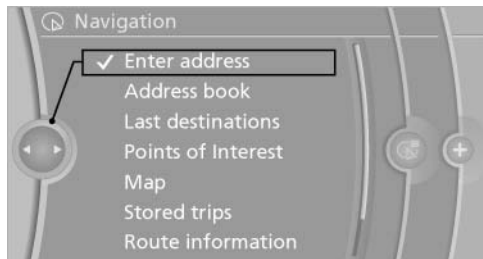 Navigation
Enter address
Address book
Last destinations
Points of Interest
Map
Stored trips
Route information